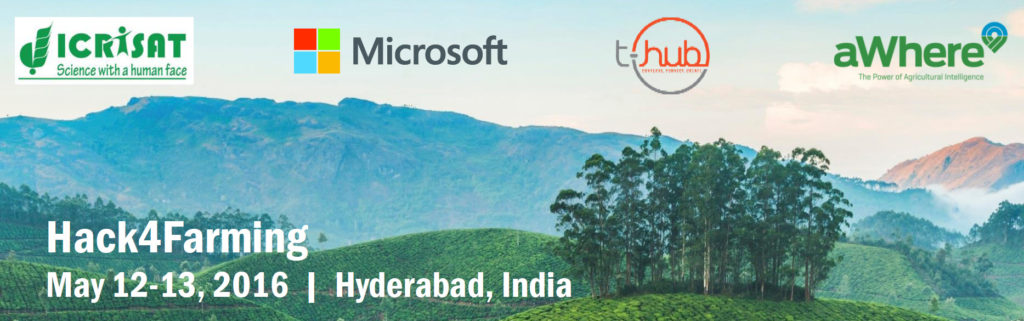 ICRISAT
Science with a human face
Microsoft
t-hub
aWhere
The Power of Agricultural Intelligence
Hack4Farming
May 12-13, 2016 | Hyderabad, India